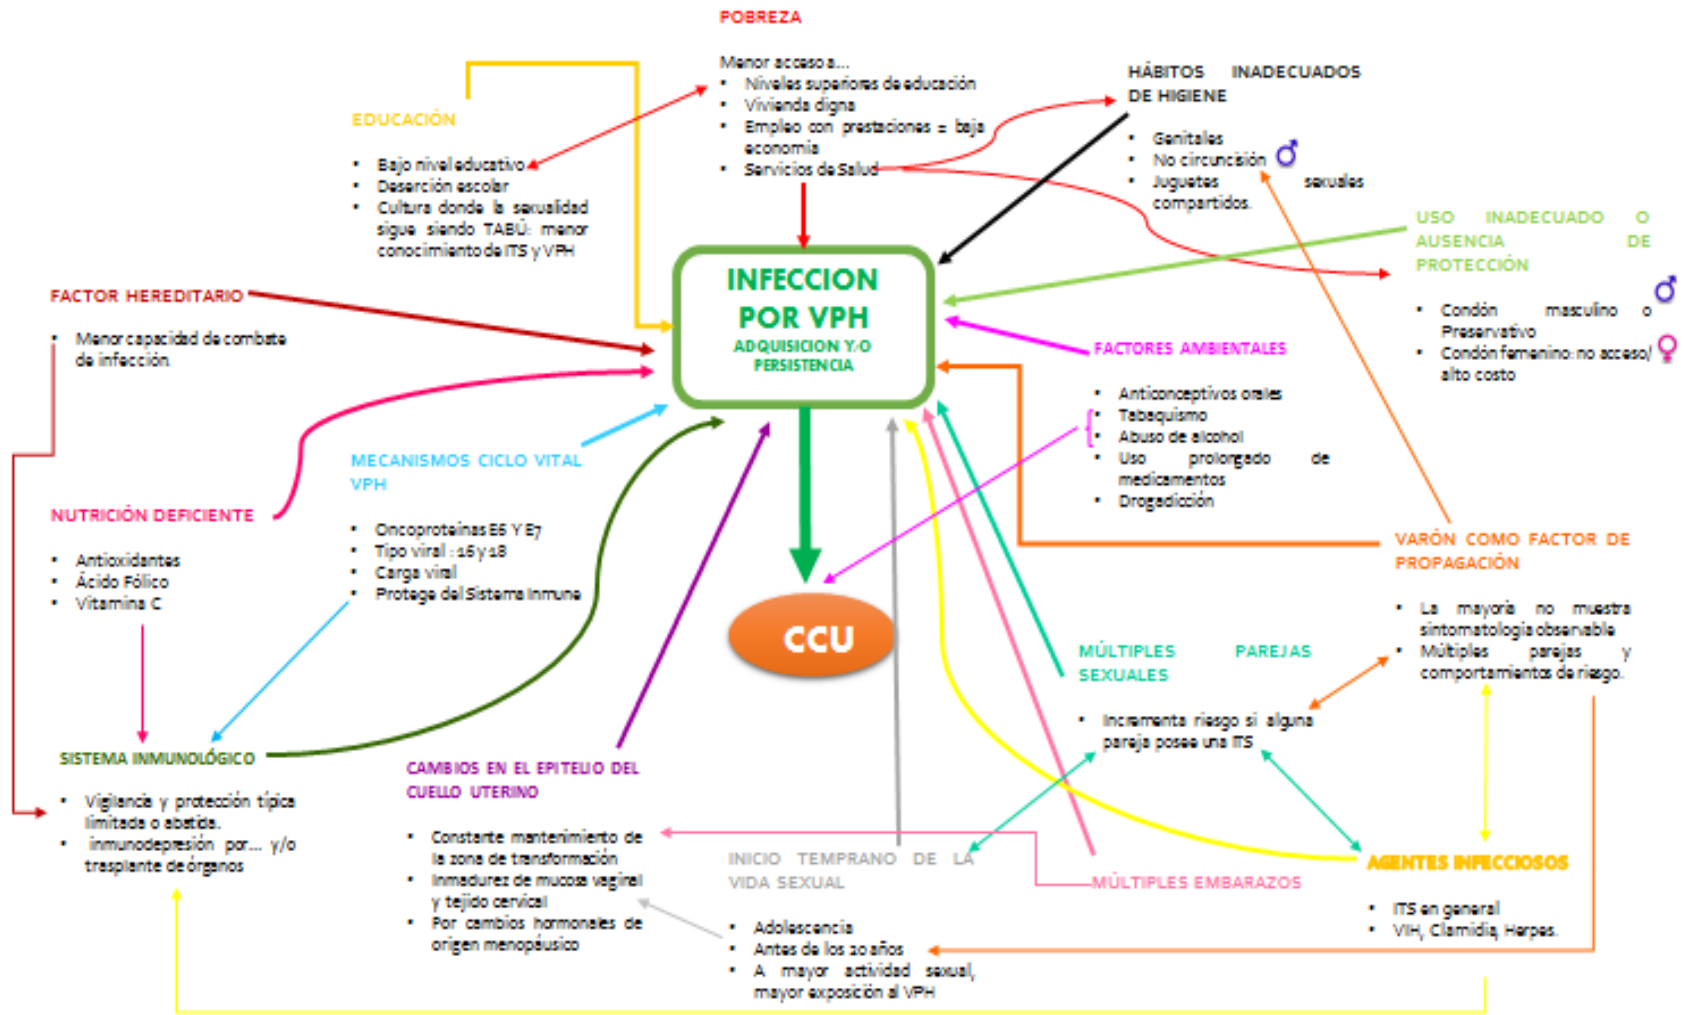 POBREZA
Menor acceso a...
• Niveles superiores de educación
• Vivienda digna
• Empleo con prestaciones = baja
economía
• Servicios de Salud
HÁBITOS INADECUADOS
DE HIGIENE
• Genitales
• No circuncisión ♂
• Juguetes sexuales
compartidos.
EDUCACIÓN
• Bajo nivel educativo
• Deserción escolar
• Cultura donde la sexualidad
sigue siendo TABÚ: menor
conocimiento de ITS y VPH
USO INADECUADO O
AUSENCIA DE
PROTECCIÓN
♂
• Condón masculino o
Preservativo
• Condón femenino: no acceso/ ♀
alto costo
INFECCION
POR VPH
ADQUISICION Y/O
PERSISTENCIA
FACTOR HEREDITARIO
• Menor capacidad de combate
de infección.
FACTORES AMBIENTALES
• Anticonceptivos orales
• Tabaquismo
• Abuso de alcohol
• Uso prolongado de
medicamentos
• Drogadicción
MECANISMOS CICLO VITAL
VPH
• Oncoproteínas E6 Y E7
• Tipo viral : 16 y 18
• Carga viral
• Protege del Sistema Inmune
NUTRICIÓN DEFICIENTE
• Antioxidantes
• Ácido Fólico
• Vitamina C
VARÓN COMO FACTOR DE
PROPAGACIÓN
• La mayoría no muestra
sintomatología observable
• Múltiples parejas y
comportamientos de riesgo.
CCU
MÚLTIPLES PAREJAS
SEXUALES
• Incrementa riesgo si alguna
pareja posee una ITS
SISTEMA INMUNOLÓGICO
• Vigilancia y protección típica
limitada o abatida.
• inmunodepresión por... y/o
trasplante de órganos
CAMBIOS EN EL EPITELIO DEL
CUELLO UTERINO
• Constante mantenimiento de
la zona de transformación
• Inmadurez de mucosa vaginal
y tejido cervical
• Por cambios hormonales de
origen menopáusico
INICIO TEMPRANO DE LA
VIDA SEXUAL
• Adolescencia
• Antes de los 20 años
• A mayor actividad sexual,
mayor exposición al VPH
MÚLTIPLES EMBARAZOS
AGENTES INFECCIOSOS
• ITS en general
• VIH, Clamidia, Herpes.